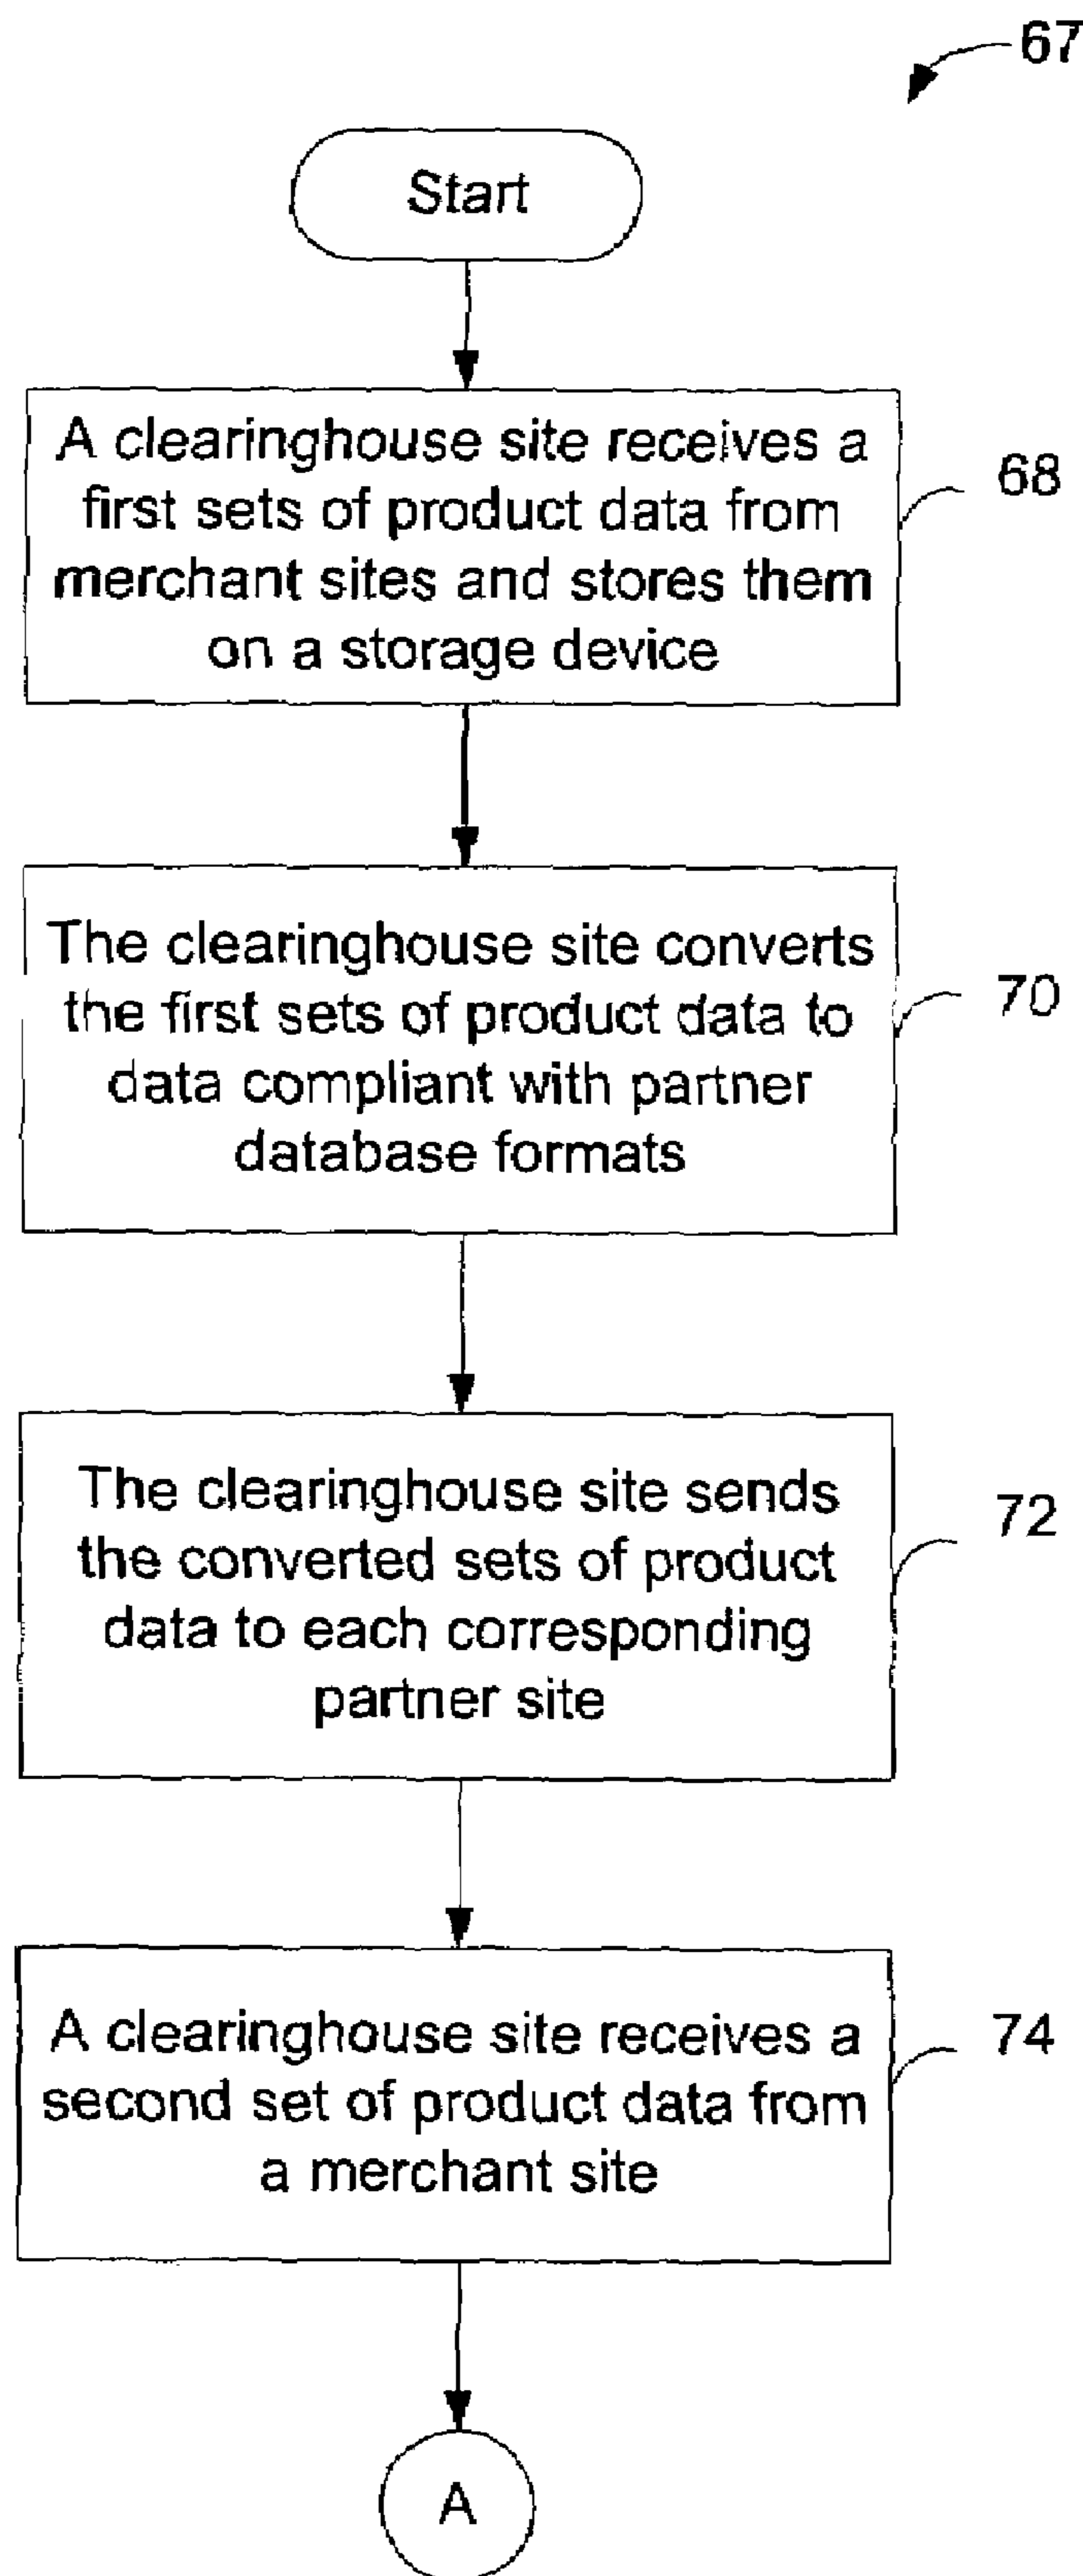 67
Start
A clearinghouse site receives a
first sets of product data from
merchant sites and stores them
on a storage device
68
The clearinghouse site converts
the first sets of product data to
data compliant with partner
database formats
70
The clearinghouse site sends
the converted sets of product
data to each corresponding
partner site
72
A clearinghouse site receives a
second set of product data from
a merchant site
74
A